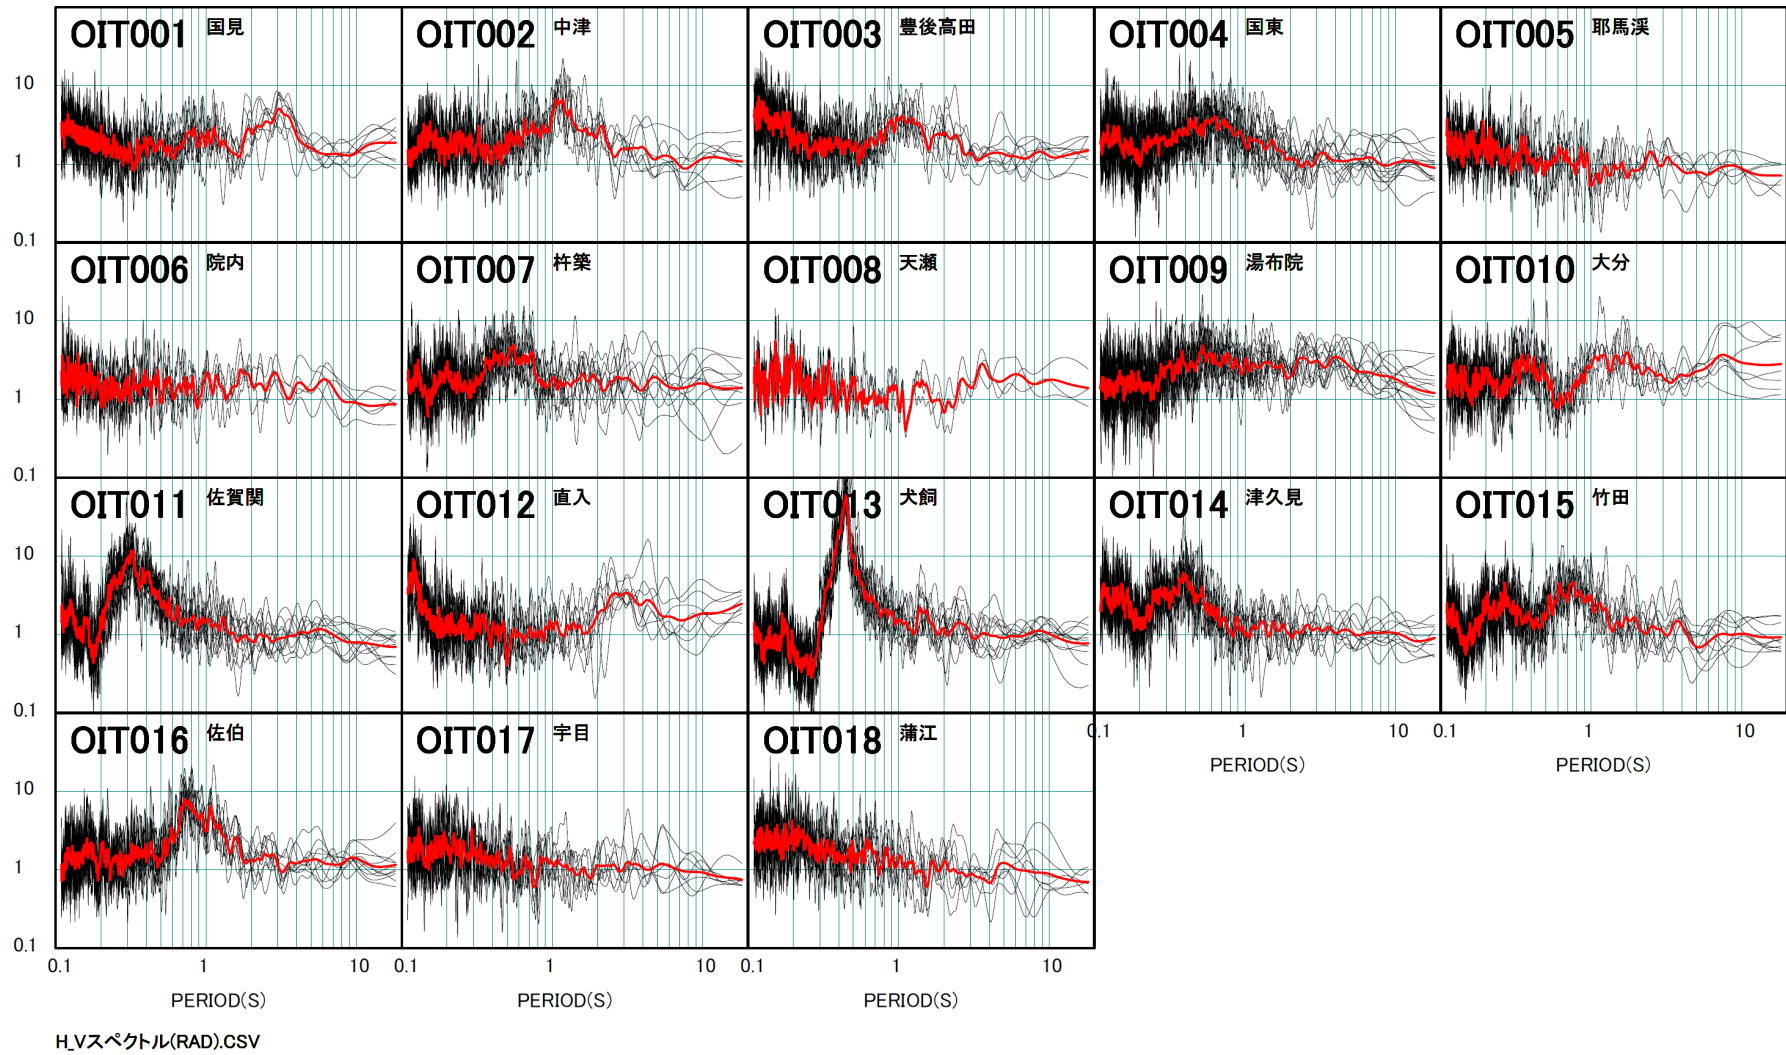 OIT001 国見 OIT002 中津 OIT003 豊後高田 OIT004 国東 OIT005 耶馬渓
10
1
0.1
OIT006 院内 OIT007 杵築 OIT008 天瀬 OIT009 湯布院 OIT010 大分
10
1
0.1
OIT011 佐賀関 OIT012 直入 OIT013 犬飼 OIT014 津久見 OIT015 竹田
10
1
0.1
OIT016 佐伯 OIT017 宇目 OIT018 蒲江
0.1 1 10 0.1 1 10
PERIOD(S) PERIOD(S)
10
1
0.1
0.1 1 10 0.1 1 10 0.1 1 10
PERIOD(S) PERIOD(S) PERIOD(S)
H_Vスペクトル(RAD).CSV